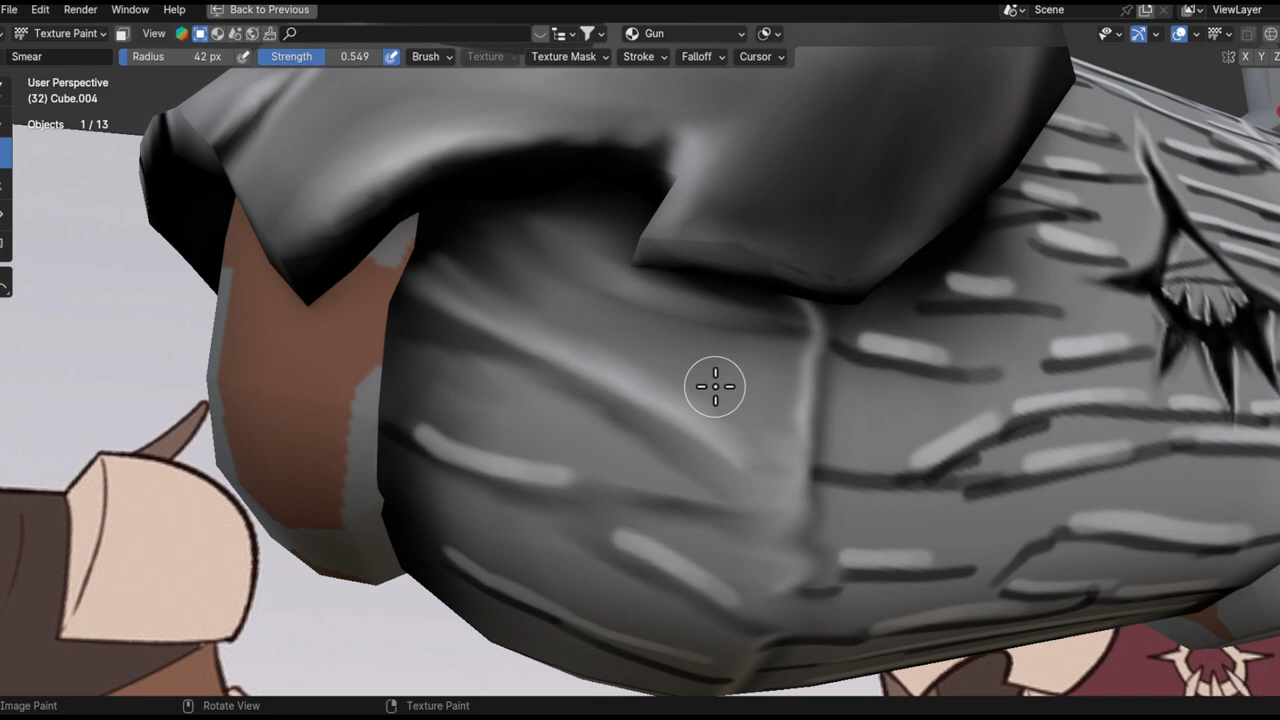 File Edit Render Window Help Back to Previous Scene ViewLayer
Texture Paint View Gun
Smear Radius 42 px Strength 0.549 Brush Texture Texture Mask Stroke Falloff Cursor X Y Z
User Perspective
(32) Cube.004
Objects 1 / 13
Image Paint Rotate View Texture Paint